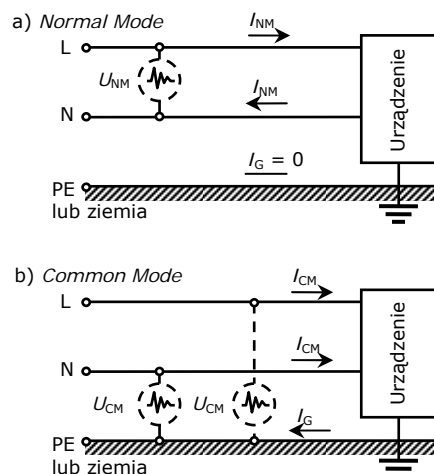 a) Normal Mode
I_NM
L
U_NM
Urządzenie
I_NM
N
I_G = 0
PE
lub ziemia
b) Common Mode
I_CM
L
I_CM
Urządzenie
N
U_CM U_CM
I_G
PE
lub ziemia